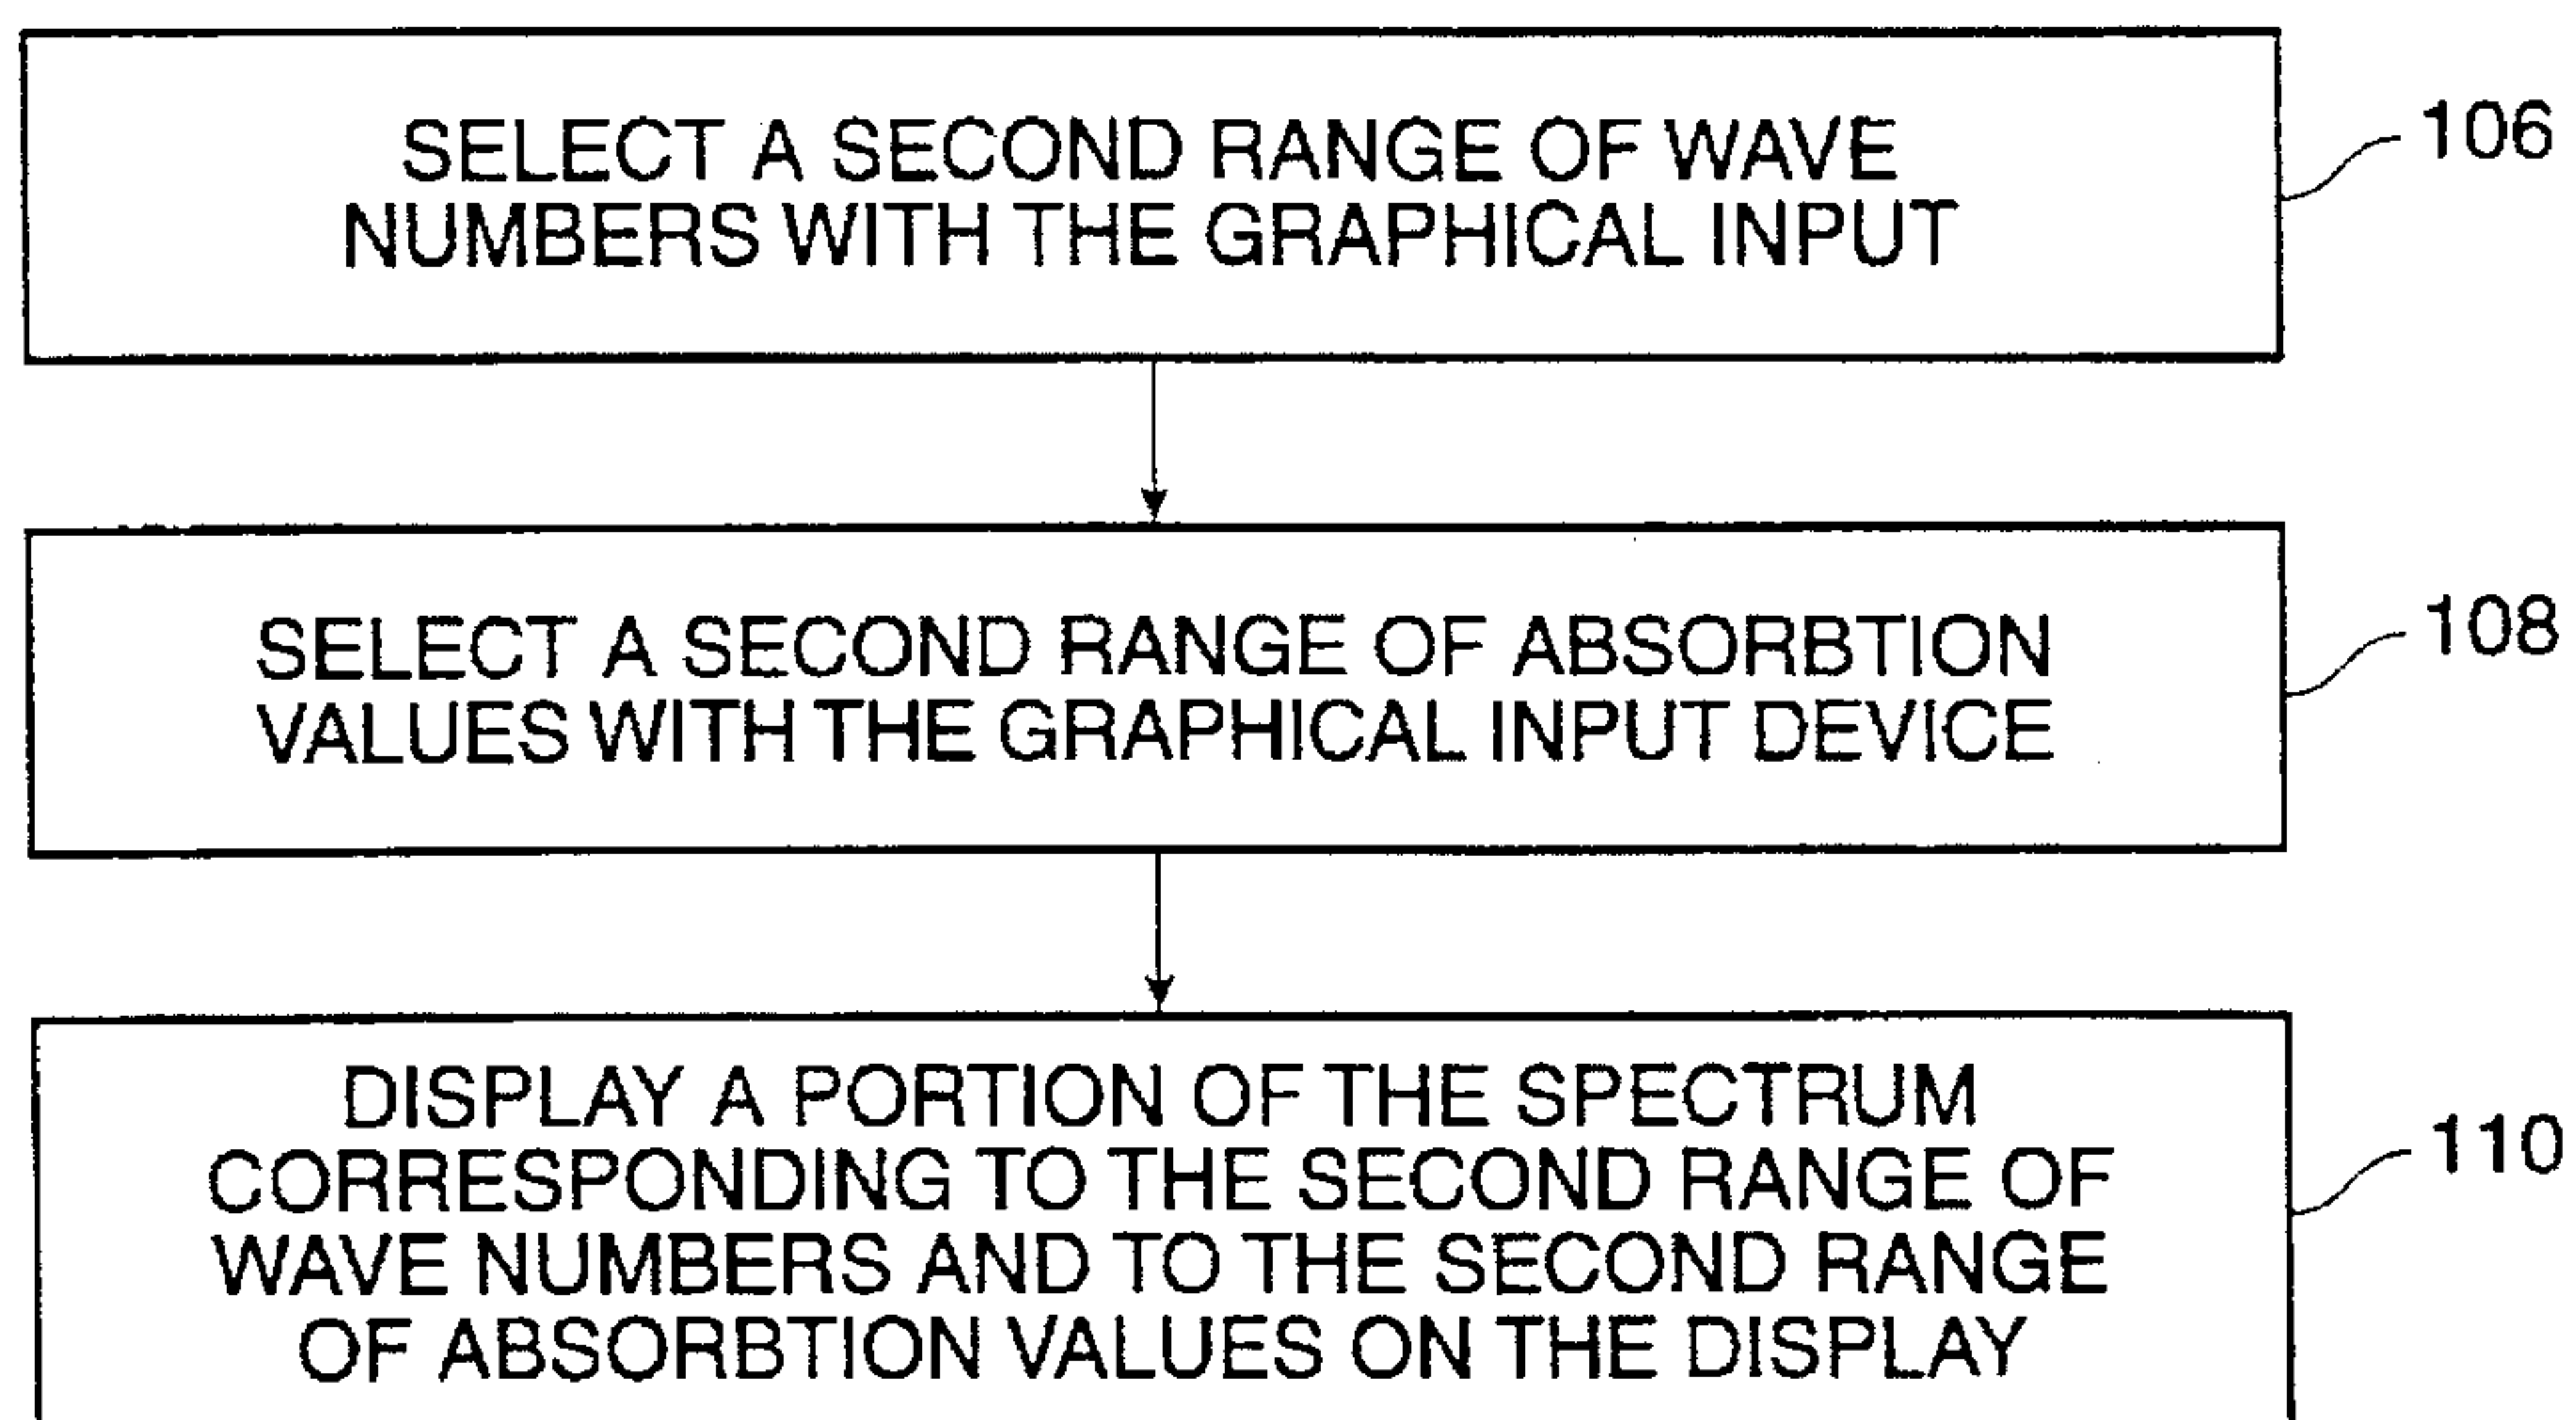 SELECT A SECOND RANGE OF WAVE
NUMBERS WITH THE GRAPHICAL INPUT
106
SELECT A SECOND RANGE OF ABSORBTION
VALUES WITH THE GRAPHICAL INPUT DEVICE
108
DISPLAY A PORTION OF THE SPECTRUM
CORRESPONDING TO THE SECOND RANGE OF
WAVE NUMBERS AND TO THE SECOND RANGE
OF ABSORBTION VALUES ON THE DISPLAY
110